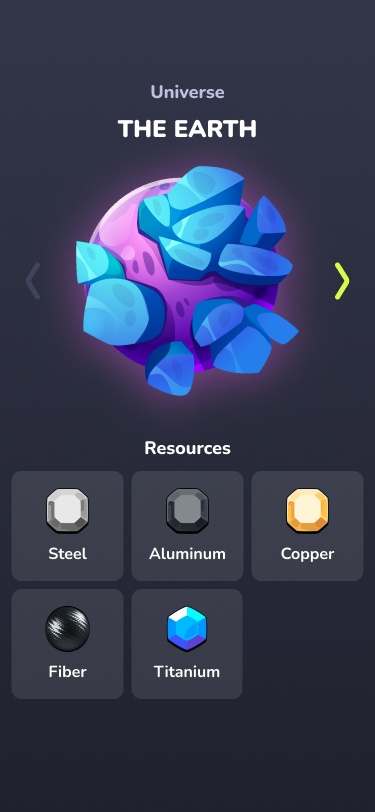 Universe
THE EARTH
Resources
Steel
Aluminum
Copper
Fiber
Titanium